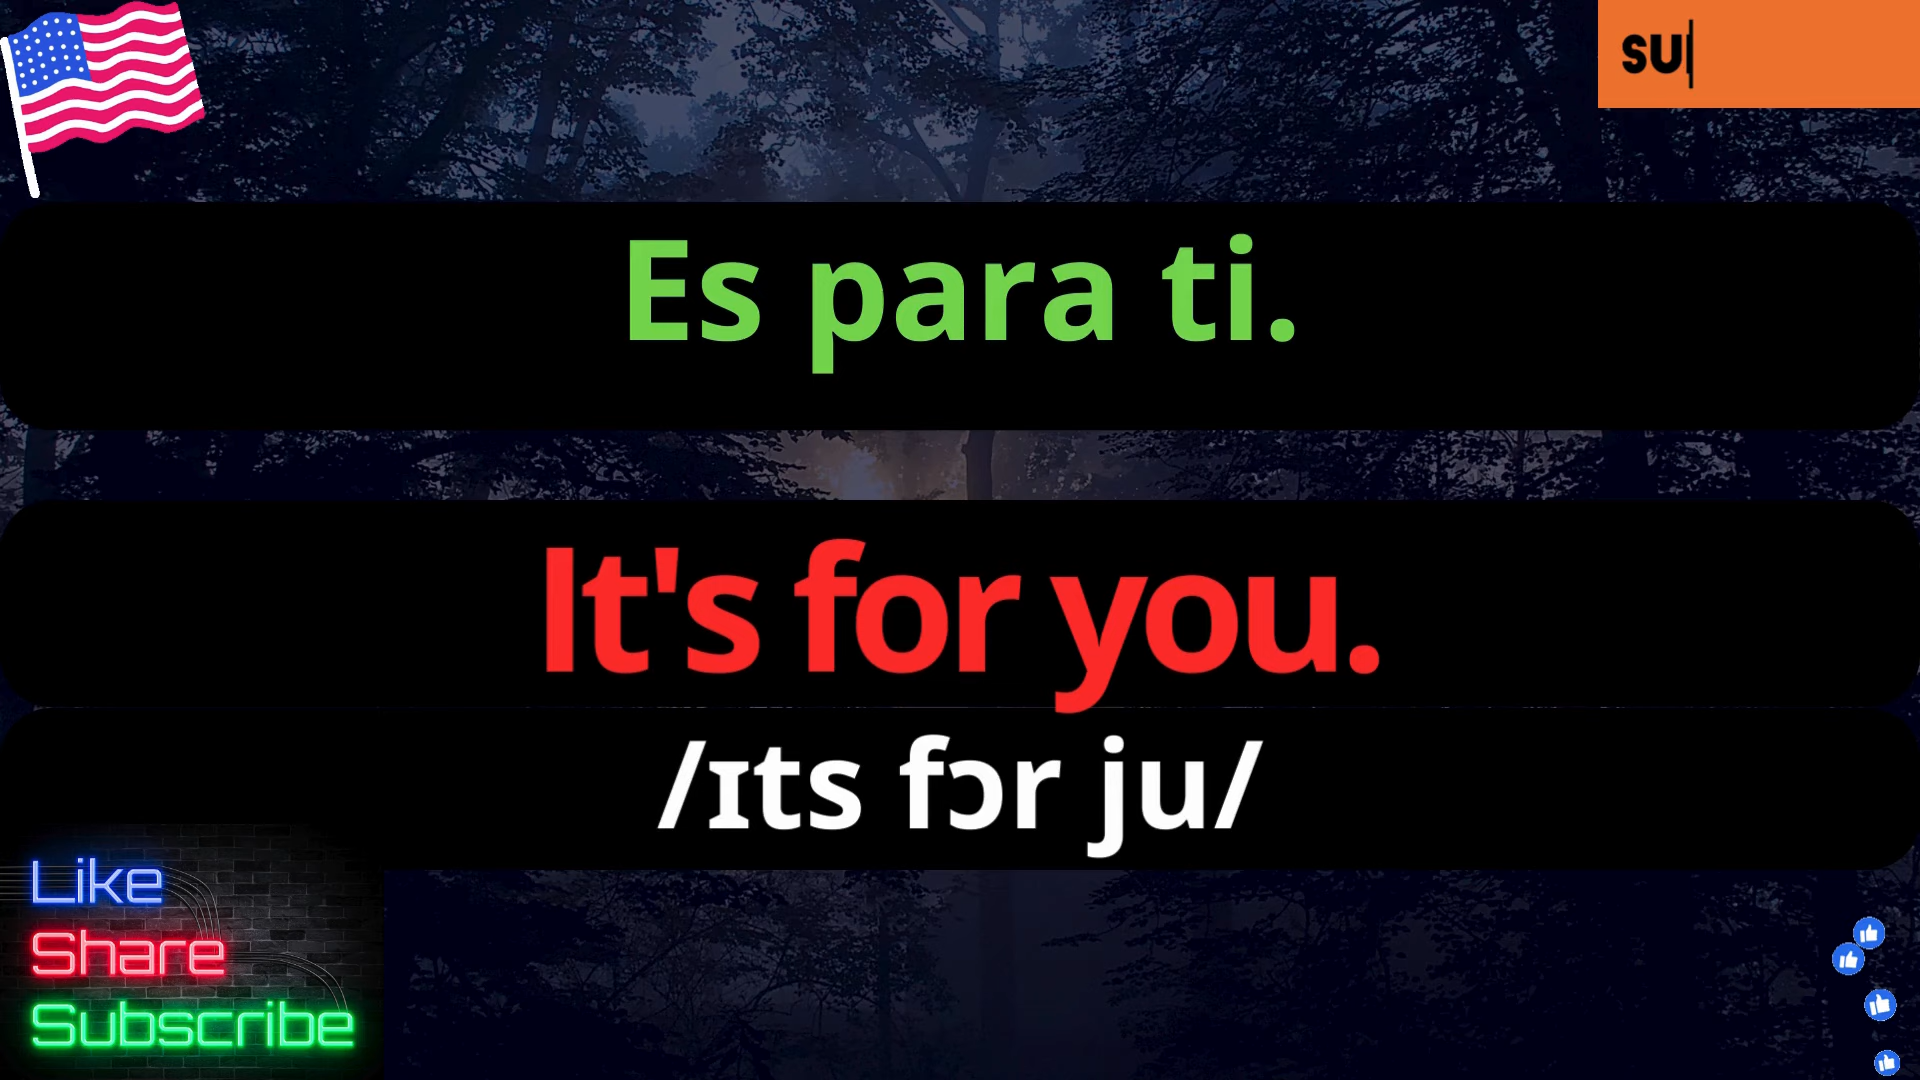 SU
Es para ti.
It's for you.
/ɪts fɔr ju/
Like
Share
Subscribe